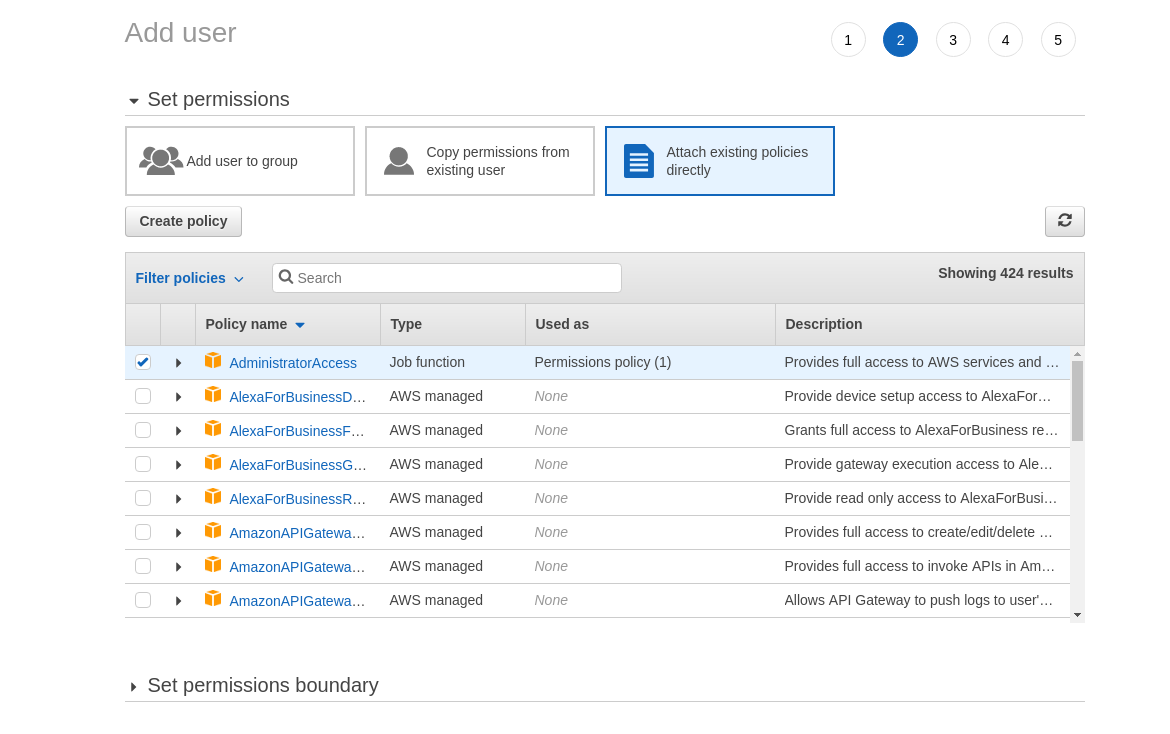 Add user
1 2 3 4 5
Set permissions
Add user to group
Copy permissions from
existing user
Attach existing policies
directly
Create policy
Filter policies Search Showing 424 results
Policy name Type Used as Description
AdministratorAccess Job function Permissions policy (1) Provides full access to AWS services and …
AlexaForBusinessD… AWS managed None Provide device setup access to AlexaFor…
AlexaForBusinessF… AWS managed None Grants full access to AlexaForBusiness re…
AlexaForBusinessG… AWS managed None Provide gateway execution access to Ale…
AlexaForBusinessR… AWS managed None Provide read only access to AlexaForBusi…
AmazonAPIGatewa… AWS managed None Provides full access to create/edit/delete …
AmazonAPIGatewa… AWS managed None Provides full access to invoke APIs in Am…
AmazonAPIGatewa… AWS managed None Allows API Gateway to push logs to user'…
Set permissions boundary